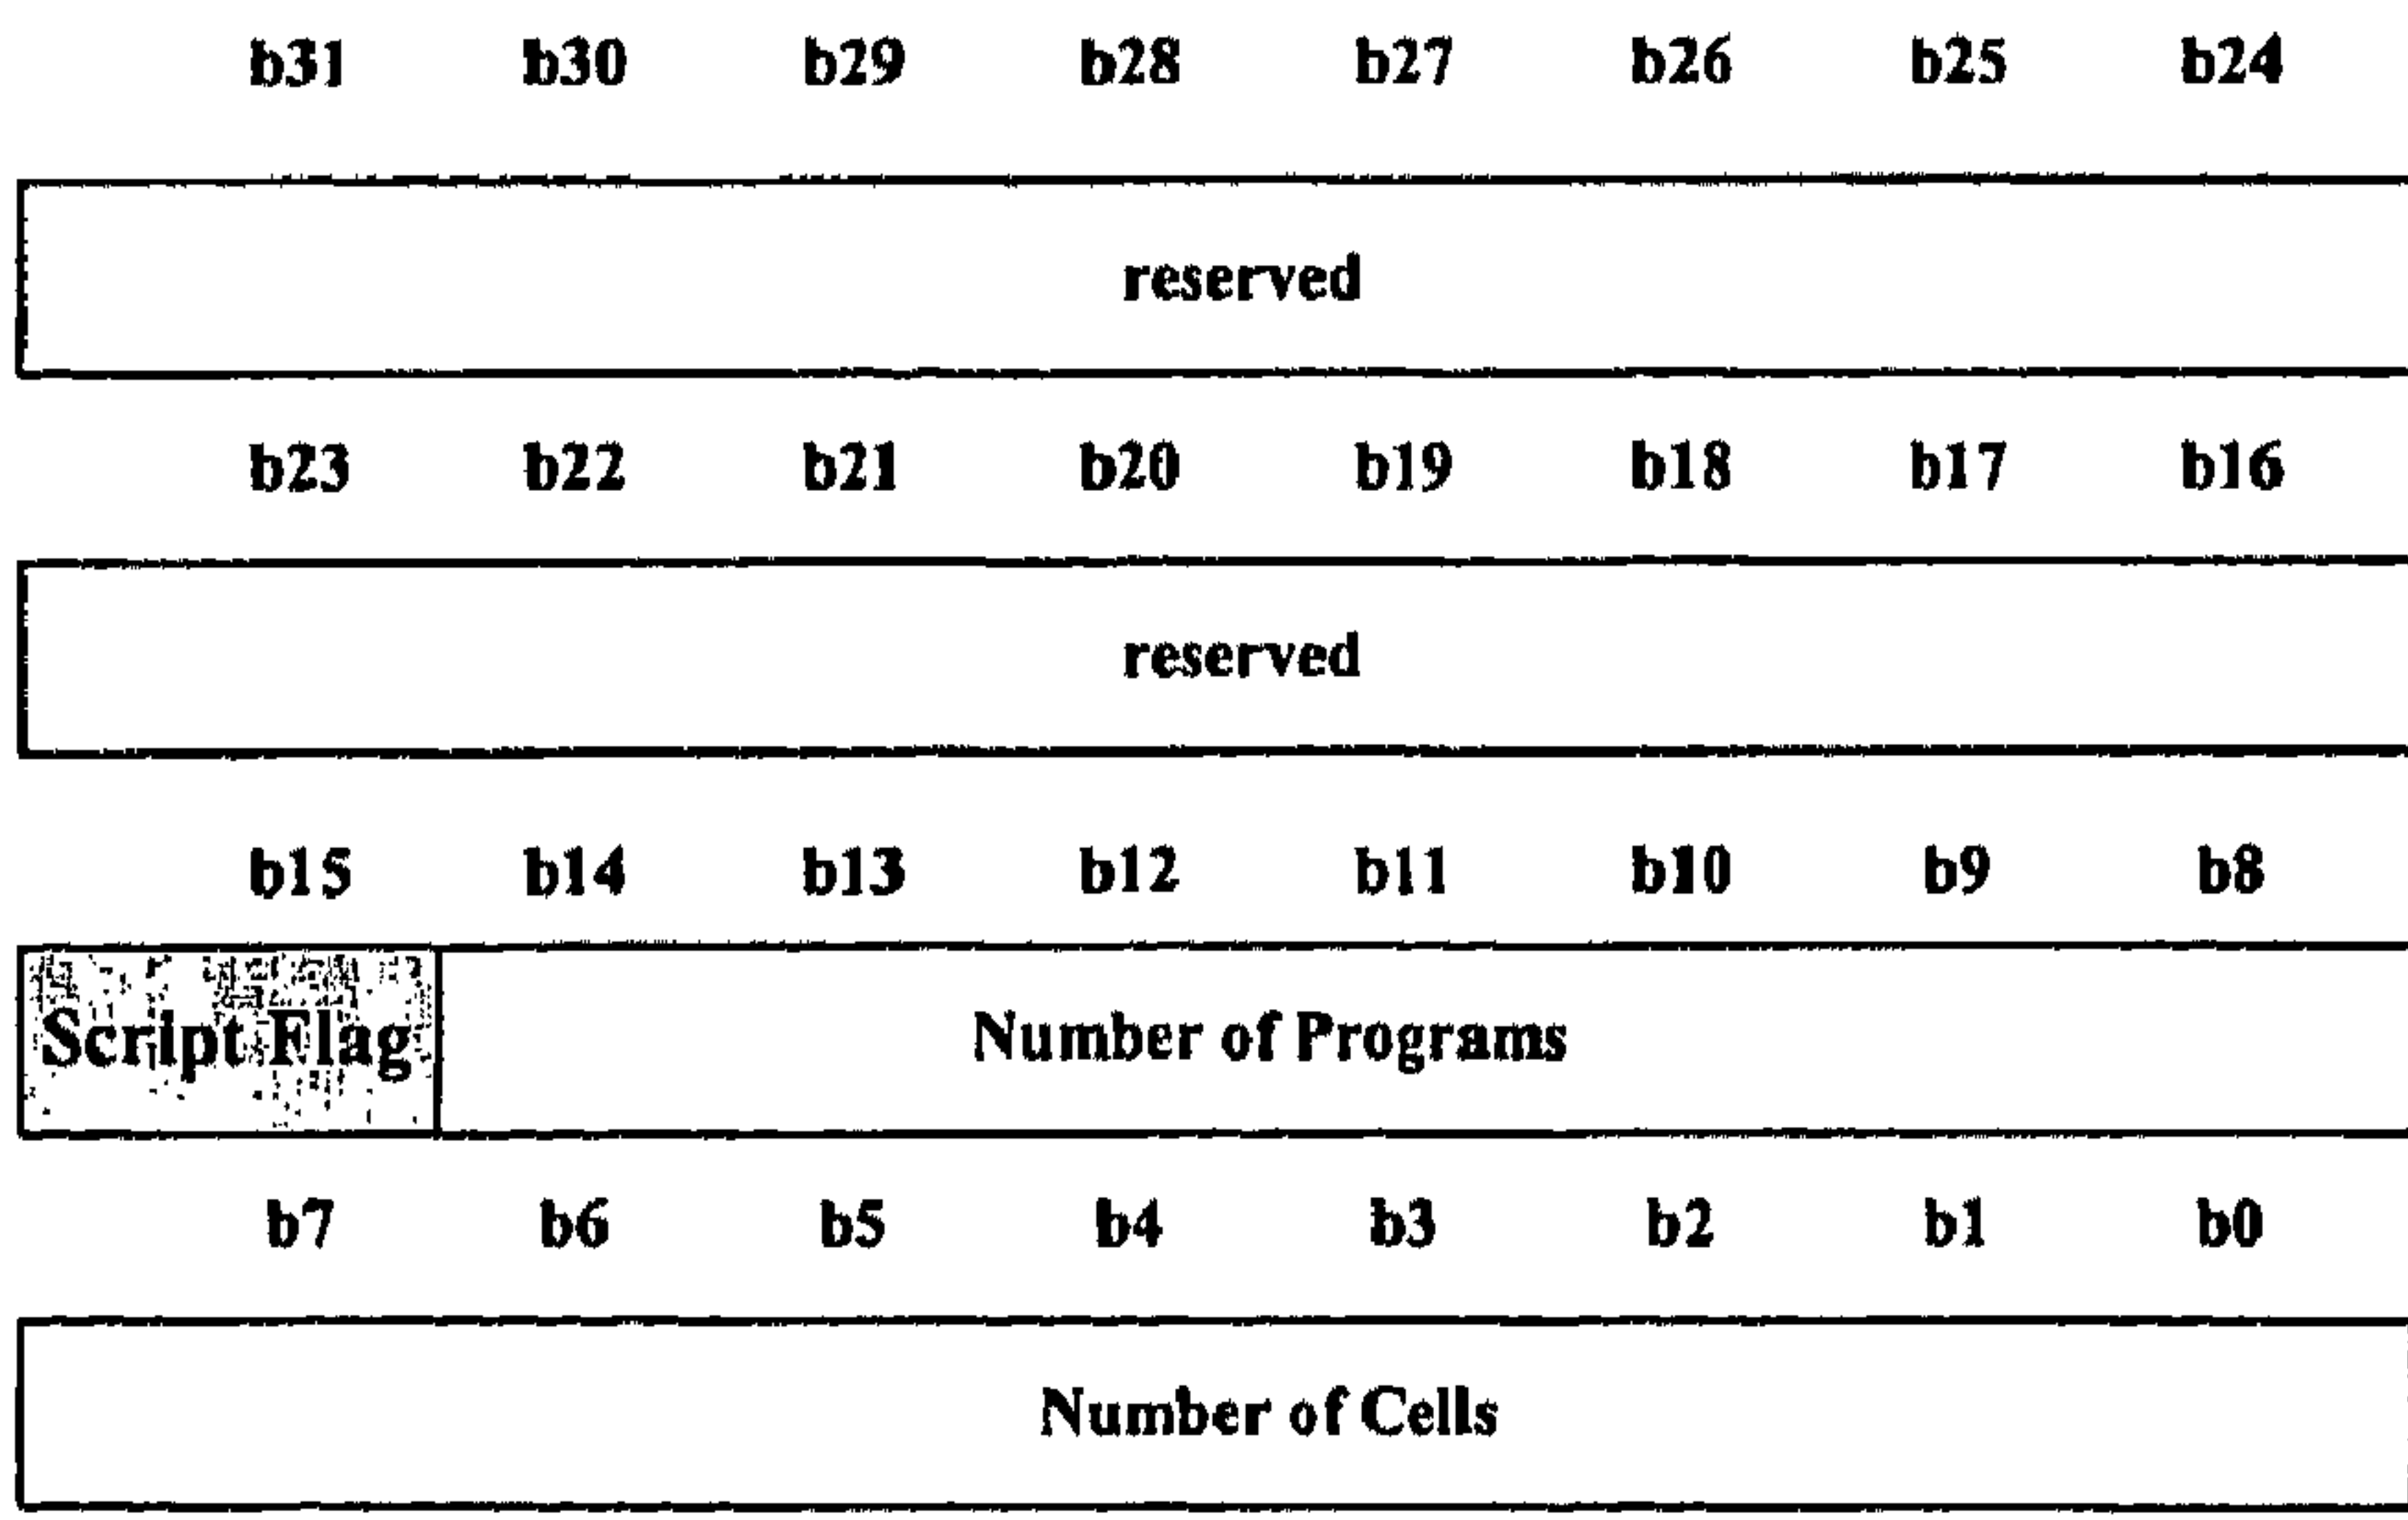 b31 b30 b29 b28 b27 b26 b25 b24
reserved
b23 b22 b21 b20 b19 b18 b17 b16
reserved
b15 b14 b13 b12 b11 b10 b9 b8
Script Flag Number of Programs
b7 b6 b5 b4 b3 b2 b1 b0
Number of Cells